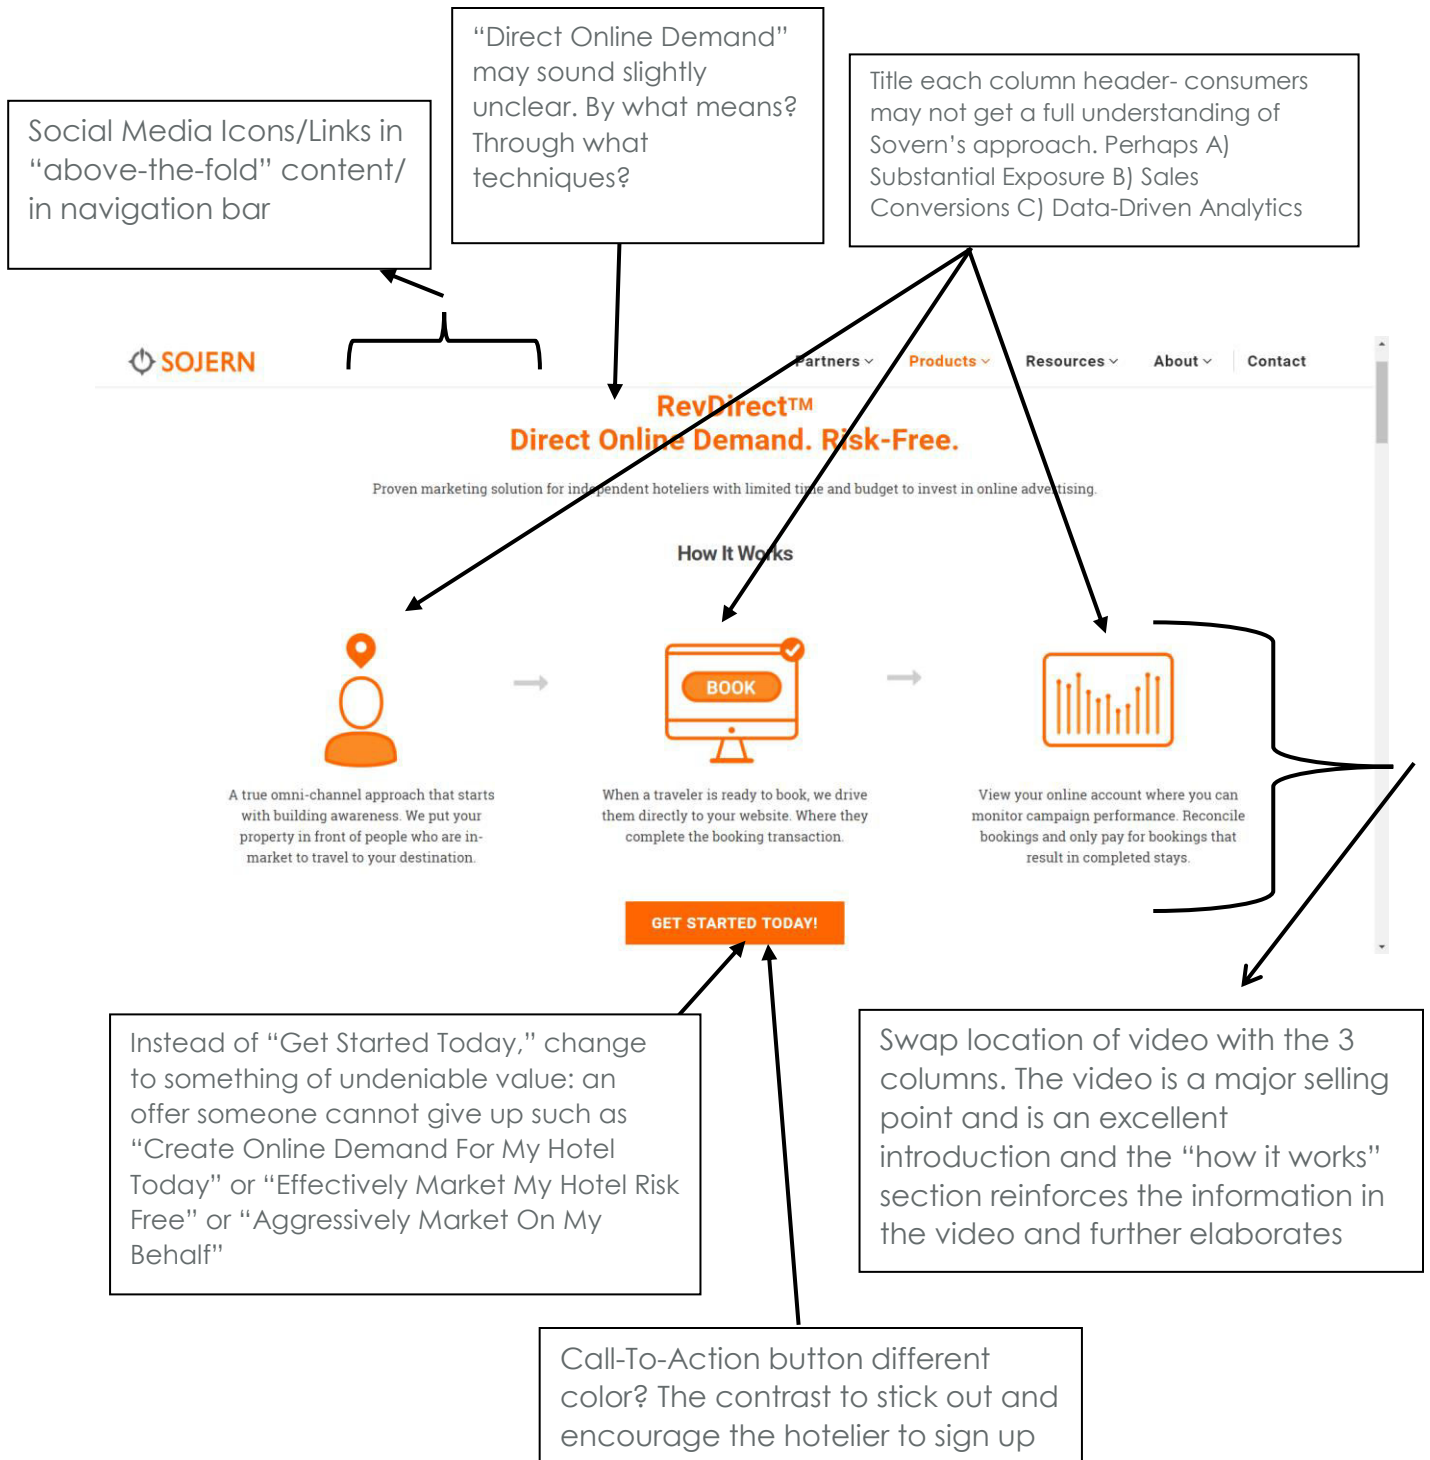 “Direct Online Demand”
may sound slightly
unclear. By what means?
Through what
techniques?
Title each column header- consumers
may not get a full understanding of
Sovern’s approach. Perhaps A)
Substantial Exposure B) Sales
Conversions C) Data-Driven Analytics
Social Media Icons/Links in
“above-the-fold” content/
in navigation bar
SOJERN
Partners Products Resources About Contact
RevDirect™
Direct Online Demand. Risk-Free.
Proven marketing solution for independent hoteliers with limited time and budget to invest in online advertising.
How It Works
BOOK
A true omni-channel approach that starts
with building awareness. We put your
property in front of people who are in-
market to travel to your destination.
When a traveler is ready to book, we drive
them directly to your website. Where they
complete the booking transaction.
View your online account where you can
monitor campaign performance. Reconcile
bookings and only pay for bookings that
result in completed stays.
GET STARTED TODAY!
Instead of “Get Started Today,” change
to something of undeniable value: an
offer someone cannot give up such as
“Create Online Demand For My Hotel
Today” or “Effectively Market My Hotel Risk
Free” or “Aggressively Market On My
Behalf”
Swap location of video with the 3
columns. The video is a major selling
point and is an excellent
introduction and the “how it works”
section reinforces the information in
the video and further elaborates
Call-To-Action button different
color? The contrast to stick out and
encourage the hotelier to sign up